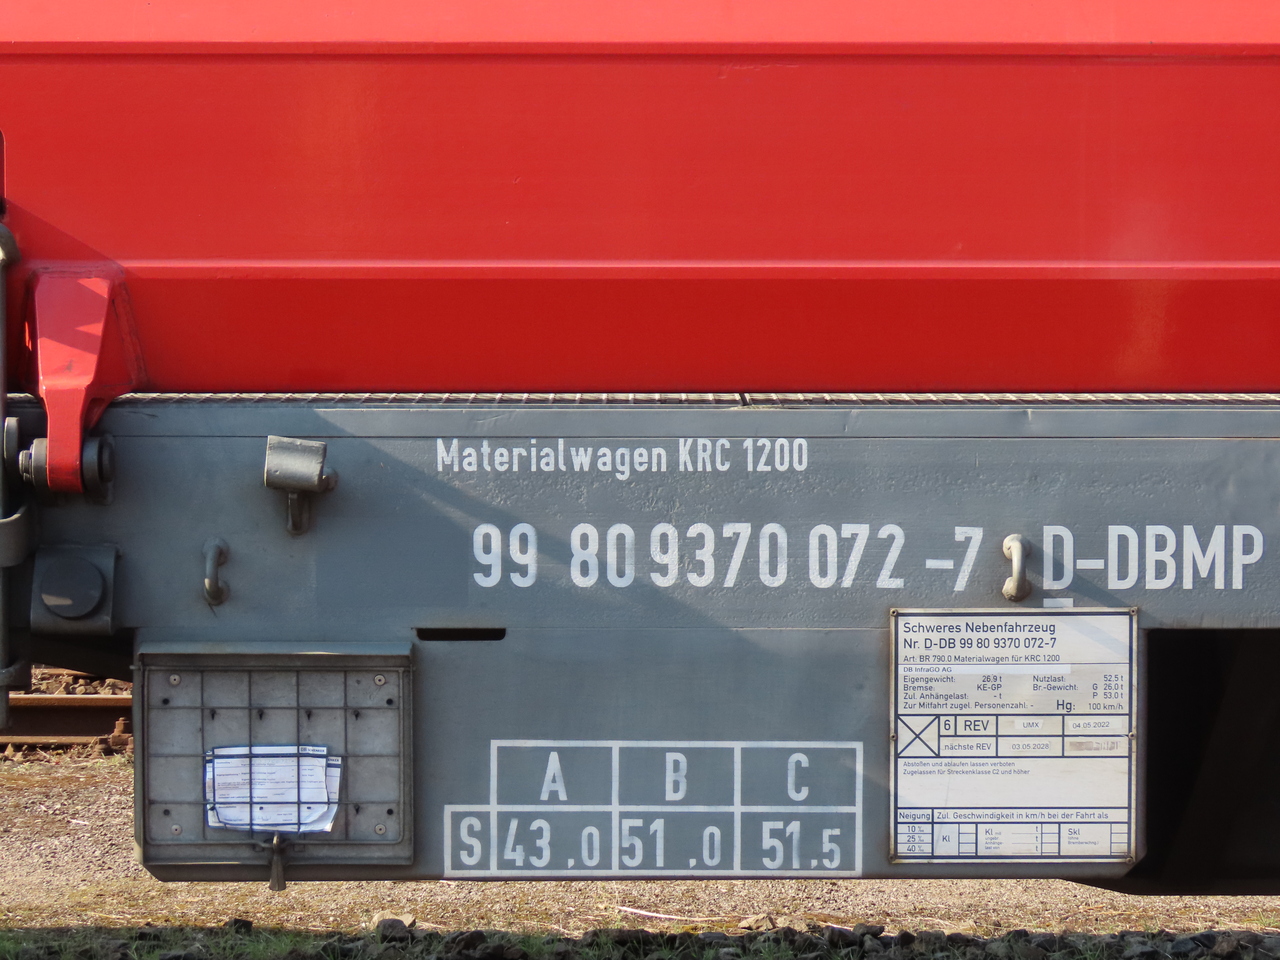 Materialwagen KRC 1200
99 80 9370 072 -7 D-DBMP
Schweres Nebenfahrzeug
Nr. D-DB 99 80 9370 072-7
Art: BR 790.0 Materialwagen für KRC 1200
DB InfraGO AG
Eigengewicht: 26.9 t Nutzlast: 52.5 t
Bremse: KE-GP Br.-Gewicht: G 26.0 t
Zul. Anhängelast: - t P 53.0 t
Zur Mitfahrt zugel. Personenzahl: - Hg: 100 km/h
6 REV UMX 04 05 2022
nächste REV 03 05 2028
Abstoßen und ablaufen lassen verboten
Zugelassen für Streckenklasse C2 und höher
Neigung Zul. Geschwindigkeit in km/h bei der Fahrt als
10 ‰
25 ‰
40 ‰
Kl
Kl t
t
t
Skl
A B C
S 43,0 51,0 51,5